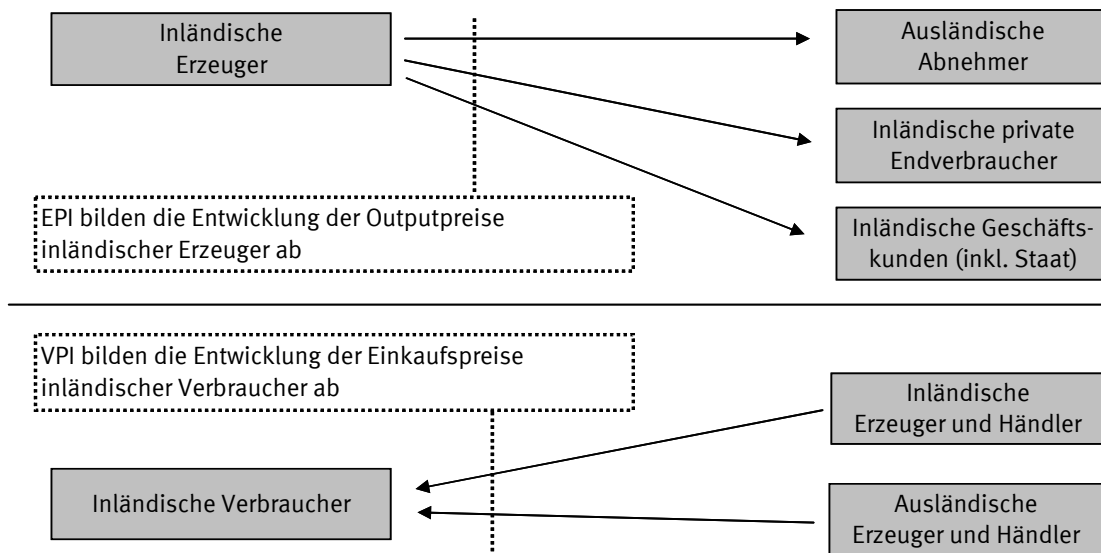 Inländische
Erzeuger
Ausländische
Abnehmer
Inländische private
Endverbraucher
EPI bilden die Entwicklung der Outputpreise
inländischer Erzeuger ab
Inländische Geschäfts-
kunden (inkl. Staat)
VPI bilden die Entwicklung der Einkaufspreise
inländischer Verbraucher ab
Inländische
Erzeuger und Händler
Inländische Verbraucher
Ausländische
Erzeuger und Händler